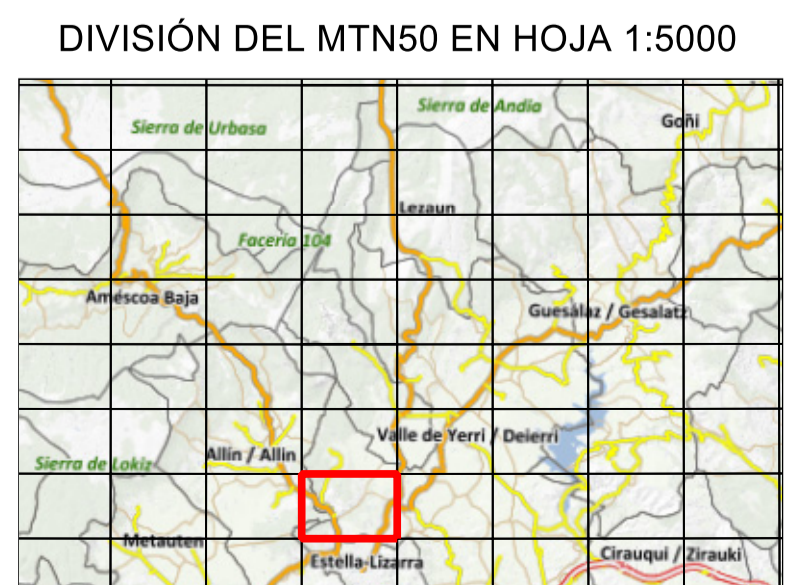 DIVISIÓN DEL MTN50 EN HOJA 1:5000
Sierra de Andia
Sierra de Urbasa
Goñi
Lezaun
Faceria 104
Améscoa Baja
Guesálaz / Gesalatz
Valle de Yerri / Deierri
Allín / Allin
Sierra de Lokiz
Metauten
Cirauqui / Zirauki
Estella-Lizarra